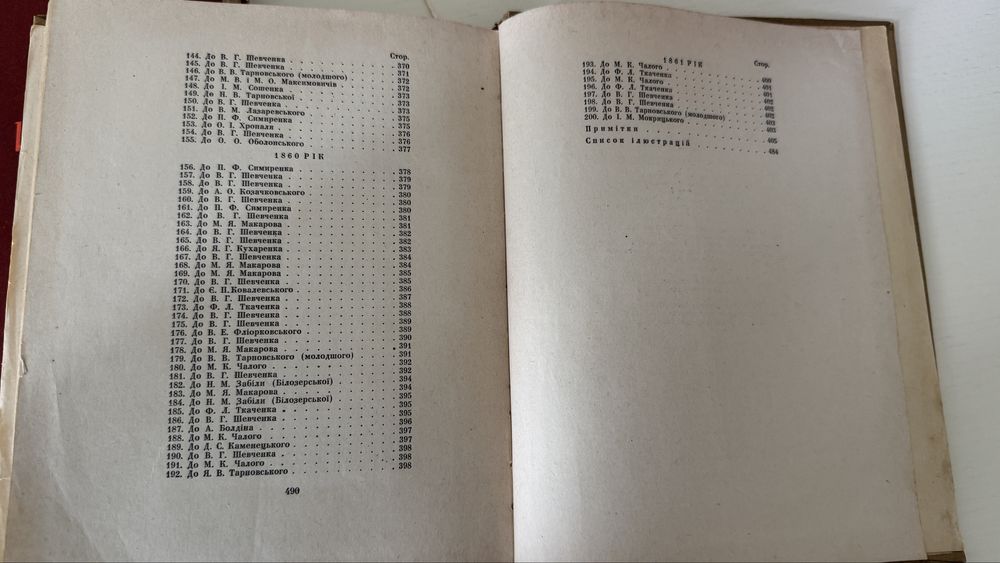 Стор.
144. До В. Г. Шевченка . . . . . . . . . . . 370
145. До В. Г. Шевченка . . . . . . . . . . . 371
146. До В. В. Тарновського (молодшого) . . . . . 372
147. До М. В. і М. О. Максимовичів . . . . . . 372
148. До І. М. Сошенка . . . . . . . . . . . 373
149. До Н. В. Тарновської . . . . . . . . . . 373
150. До В. Г. Шевченка . . . . . . . . . . . 373
151. До В. М. Лазаревського . . . . . . . . . 375
152. До П. Ф. Симиренка . . . . . . . . . . 375
153. До О. І. Хропаля . . . . . . . . . . . 376
154. До В. Г. Шевченка . . . . . . . . . . . 376
155. До О. О. Оболонського . . . . . . . . . 377
1860 РІК
156. До П. Ф. Симиренка . . . . . . . . . . 378
157. До В. Г. Шевченка . . . . . . . . . . . 379
158. До В. Г. Шевченка . . . . . . . . . . . 379
159. До А. О. Козачковського . . . . . . . . . 380
160. До В. Г. Шевченка . . . . . . . . . . . 380
161. До П. Ф. Симиренка . . . . . . . . . . 380
162. До В. Г. Шевченка . . . . . . . . . . . 381
163. До М. Я. Макарова . . . . . . . . . . . 381
164. До В. Г. Шевченка . . . . . . . . . . . 382
165. До В. Г. Шевченка . . . . . . . . . . . 382
166. До Я. Г. Кухаренка . . . . . . . . . . . 383
167. До В. Г. Шевченка . . . . . . . . . . . 384
168. До М. Я. Макарова . . . . . . . . . . . 384
169. До М. Я. Макарова . . . . . . . . . . . 385
170. До В. Г. Шевченка . . . . . . . . . . . 385
171. До Є. П. Ковалевського . . . . . . . . . 386
172. До В. Г. Шевченка . . . . . . . . . . . 387
173. До Ф. Л. Ткаченка . . . . . . . . . . . 388
174. До В. Г. Шевченка . . . . . . . . . . . 388
175. До В. Г. Шевченка . . . . . . . . . . . 389
176. До В. Е. Фліорковського . . . . . . . . . 389
177. До В. Г. Шевченка . . . . . . . . . . . 390
178. До М. Я. Макарова . . . . . . . . . . . 391
179. До В. В. Тарновського (молодшого) . . . . . 391
180. До М. К. Чалого . . . . . . . . . . . . 392
181. До В. Г. Шевченка . . . . . . . . . . . 392
182. До Н. М. Забіли (Білозерської) . . . . . . 394
183. До М. Я. Макарова . . . . . . . . . . . 394
184. До Н. М. Забіли (Білозерської) . . . . . . 395
185. До Ф. Л. Ткаченка . . . . . . . . . . . 395
186. До В. Г. Шевченка . . . . . . . . . . . 395
187. До А. Болдіна . . . . . . . . . . . . . 396
188. До М. К. Чалого . . . . . . . . . . . . 397
189. До Д. С. Каменецького . . . . . . . . . 397
190. До В. Г. Шевченка . . . . . . . . . . . 398
191. До М. К. Чалого . . . . . . . . . . . . 398
192. До Я. В. Тарновського . . . . . . . . . . 398
490
1861 РІК
Стор.
193. До М. К. Чалого . . . . . . . . . . . . 400
194. До Ф. Л. Ткаченка . . . . . . . . . . . 401
195. До М. К. Чалого . . . . . . . . . . . . 401
196. До Ф. Л. Ткаченка . . . . . . . . . . . 402
197. До В. Г. Шевченка . . . . . . . . . . . 402
198. До В. Г. Шевченка . . . . . . . . . . . 402
199. До В. В. Тарновського (молодшого) . . . . . 403
200. До І. М. Мокрицького . . . . . . . . . . 403
Примітки . . . . . . . . . . . . . . 405
Список ілюстрацій . . . . . . . . . . 484